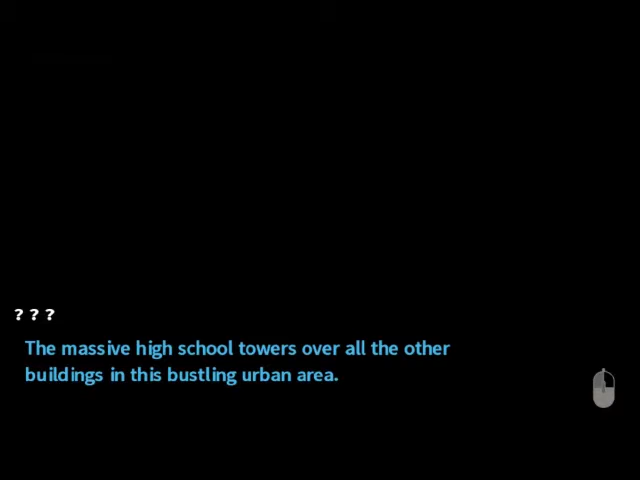 ? ? ?
The massive high school towers over all the other
buildings in this bustling urban area.